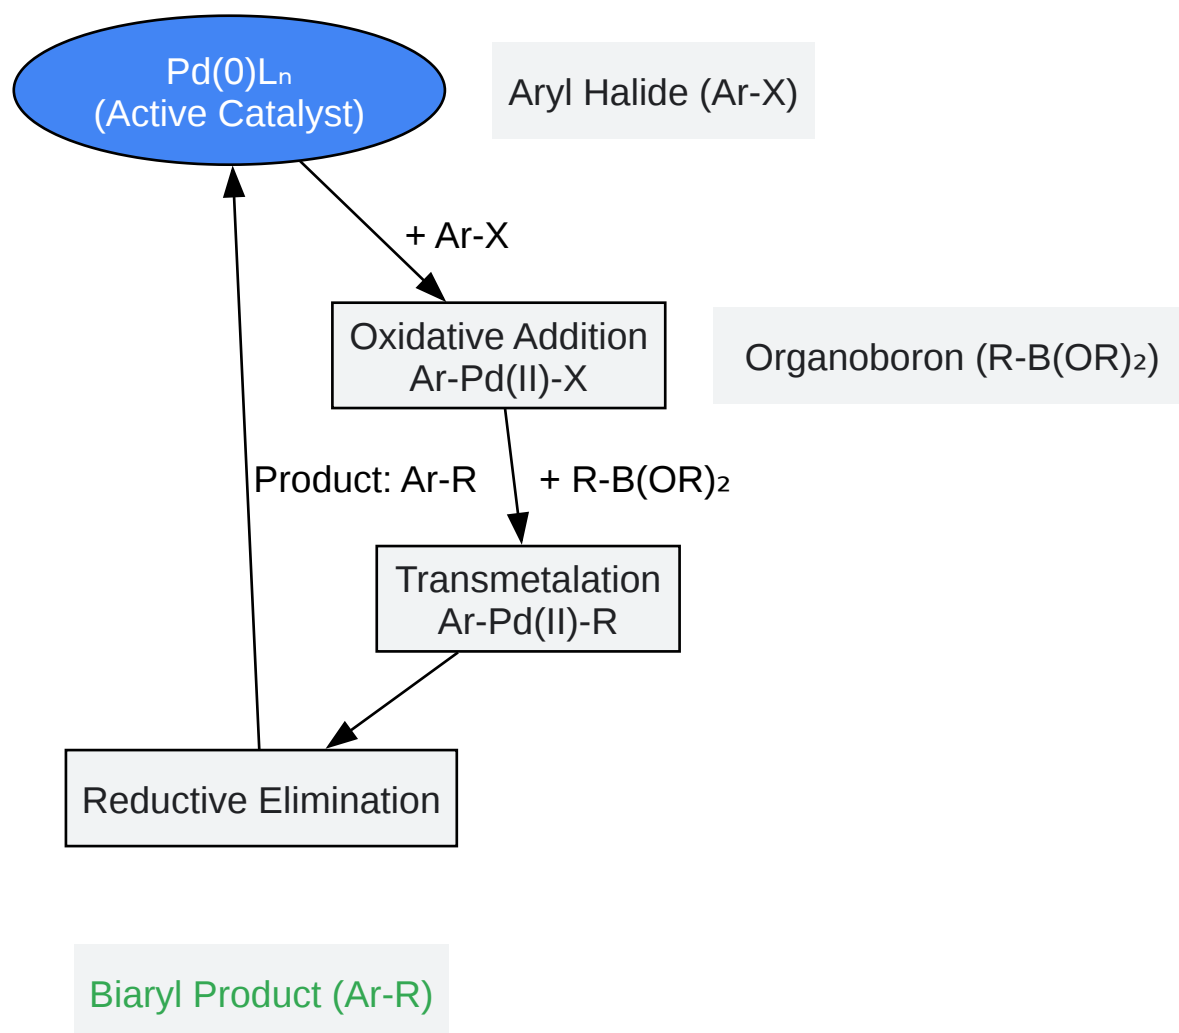 Pd(0)Lₙ
(Active Catalyst)
Aryl Halide (Ar-X)
+ Ar-X
Oxidative Addition
Ar-Pd(II)-X
Organoboron (R-B(OR)₂)
Product: Ar-R
+ R-B(OR)₂
Transmetalation
Ar-Pd(II)-R
Reductive Elimination
Biaryl Product (Ar-R)